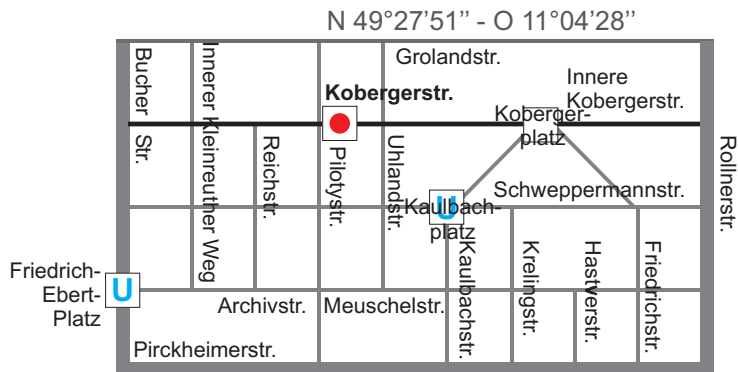 N 49°27'51’’ - O 11°04'28’’
Grolandstr.
Bucher
Str.
Innerer Kleinreuther Weg
Innere
Kobergerstr.
Kobergerstr.
Koberger-
platz
Reichstr.
Pilotystr.
Uhlandstr.
Rollnerstr.
Schweppermannstr.
U
Kaulbach-
platz
Friedrich-
Ebert-
Platz
U
Kaulbachstr.
Krelingstr.
Hastverstr.
Friedrichstr.
Archivstr.
Meuschelstr.
Pirckheimerstr.